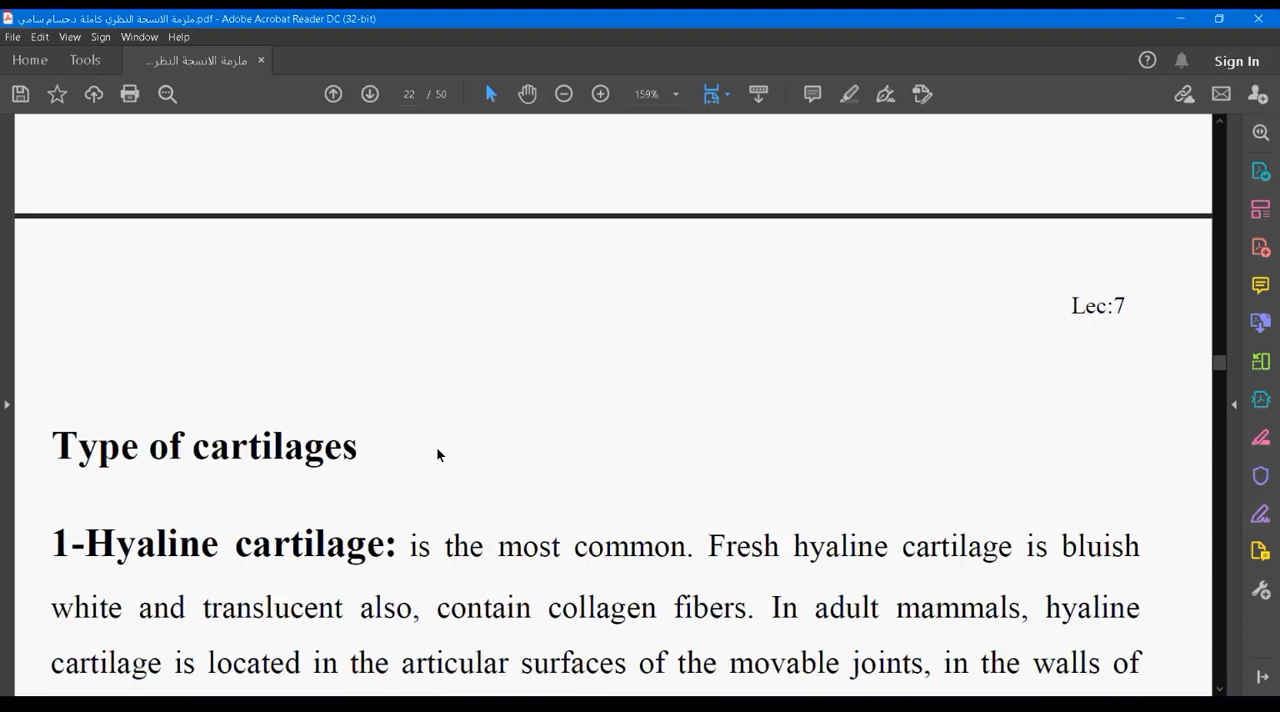 ملزمة الانسجة النظري كاملة د.حسام سامي.pdf - Adobe Acrobat Reader DC (32-bit)
File Edit View Sign Window Help
Home Tools ملزمة الانسجة النظر... × Sign In
22 / 50 159%
Lec:7
Type of cartilages
1-Hyaline cartilage: is the most common. Fresh hyaline cartilage is bluish
white and translucent also, contain collagen fibers. In adult mammals, hyaline
cartilage is located in the articular surfaces of the movable joints, in the walls of